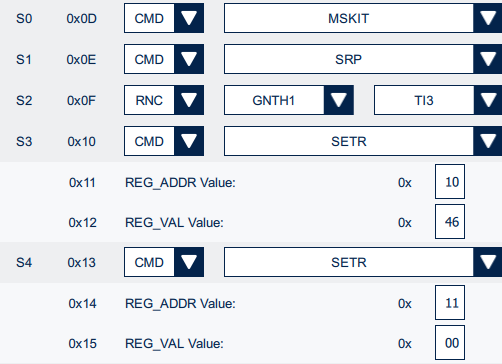 S0 0x0D CMD MSKIT
S1 0x0E CMD SRP
S2 0x0F RNC GNTH1 TI3
S3 0x10 CMD SETR
0x11 REG_ADDR Value: 0x 10
0x12 REG_VAL Value: 0x 46
S4 0x13 CMD SETR
0x14 REG_ADDR Value: 0x 11
0x15 REG_VAL Value: 0x 00